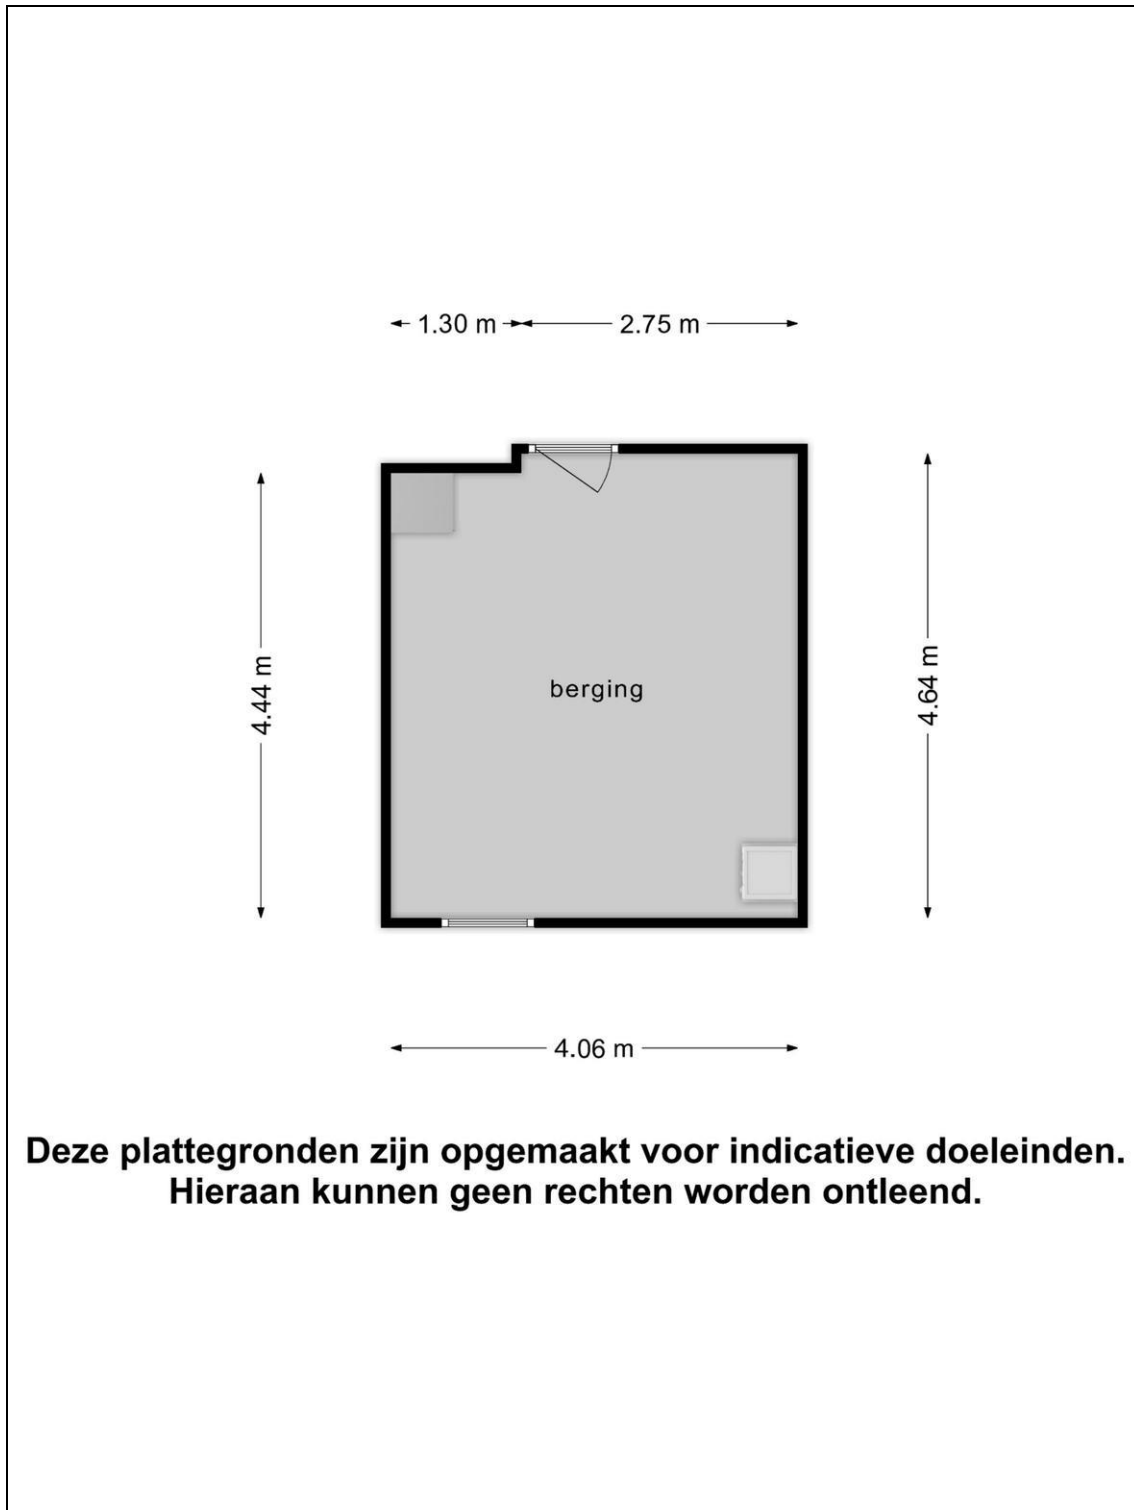 1.30 m
2.75 m
4.44 m
4.64 m
berging
4.06 m
Deze plattegronden zijn opgemaakt voor indicatieve doeleinden.
Hieraan kunnen geen rechten worden ontleend.